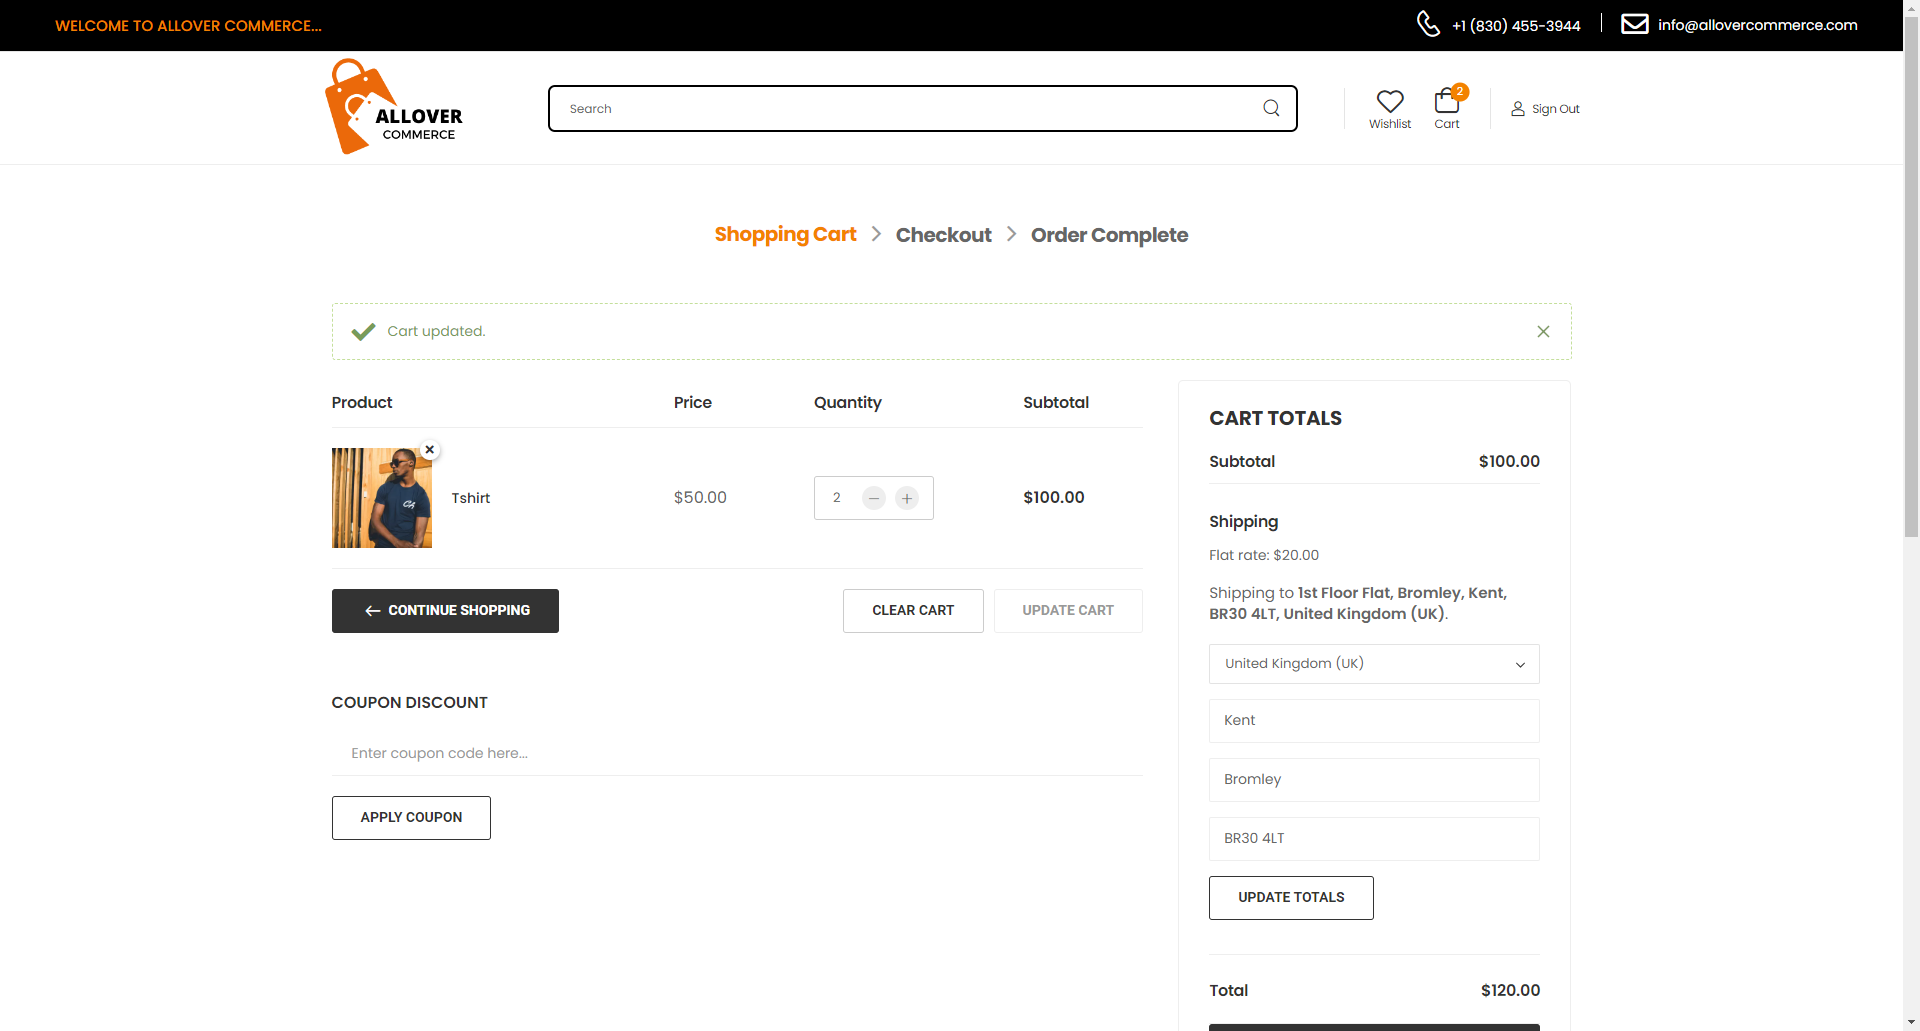 WELCOME TO ALLOVER COMMERCE...
+1 (830) 455-3944
info@allovercommerce.com
ALLOVER
COMMERCE
Search
Wishlist
2
Cart
Sign Out
Shopping Cart
Checkout
Order Complete
Cart updated.
Product
Price
Quantity
Subtotal
Tshirt
$50.00
2
$100.00
CONTINUE SHOPPING
CLEAR CART
UPDATE CART
COUPON DISCOUNT
Enter coupon code here...
APPLY COUPON
CART TOTALS
Subtotal
$100.00
Shipping
Flat rate: $20.00
Shipping to 1st Floor Flat, Bromley, Kent,
BR30 4LT, United Kingdom (UK).
United Kingdom (UK)
Kent
Bromley
BR30 4LT
UPDATE TOTALS
Total
$120.00